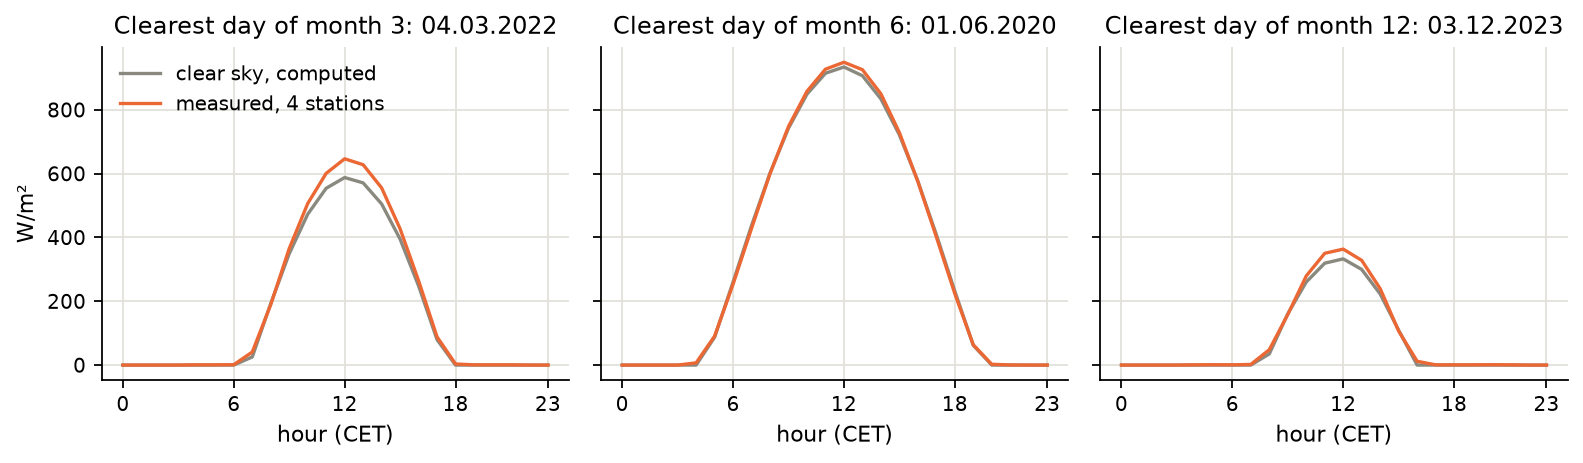 Clearest day of month 3: 04.03.2022
Clearest day of month 6: 01.06.2020
Clearest day of month 12: 03.12.2023
clear sky, computed
measured, 4 stations
W/m²
800
600
400
200
0
0 6 12 18 23
0 6 12 18 23
0 6 12 18 23
hour (CET)
hour (CET)
hour (CET)